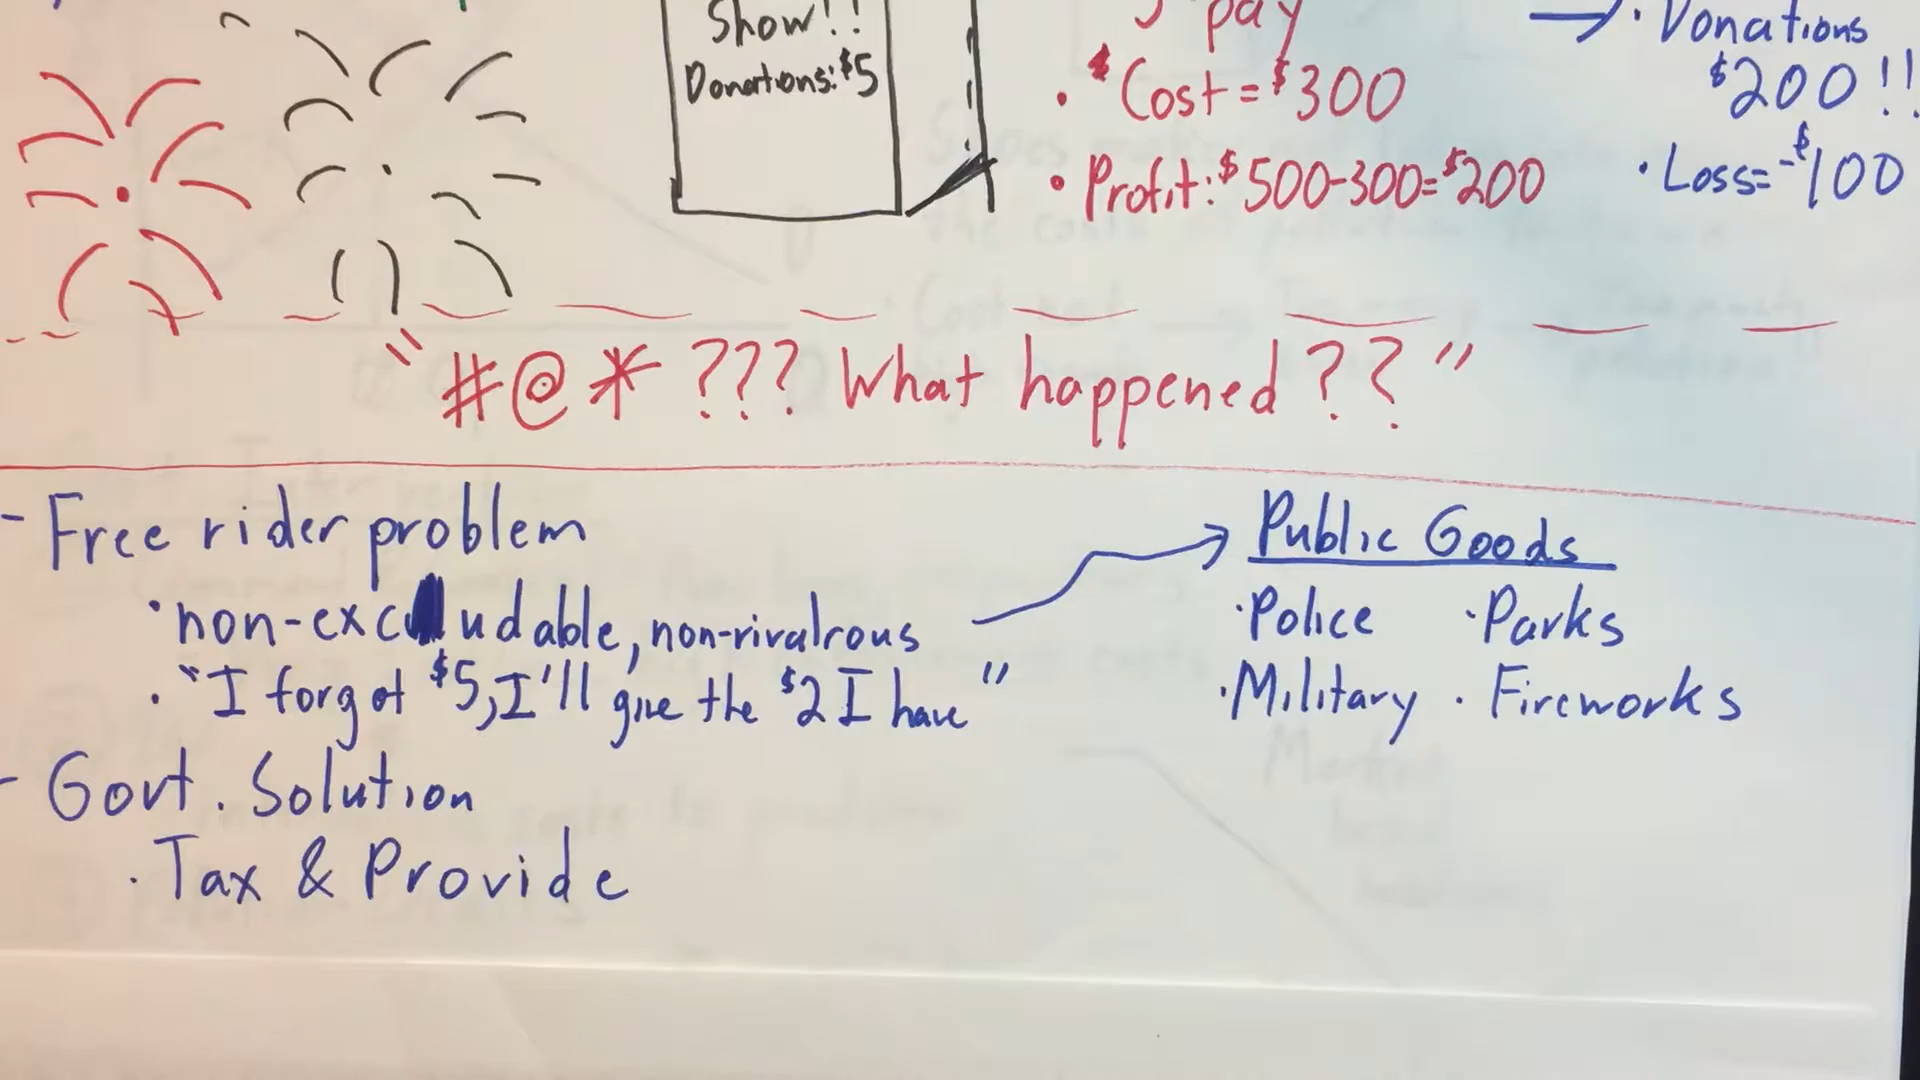 Show!!
Donations: $5
pay
• Cost = $300
• Profit: $500-300=$200
→ • Donations
$200!!
• Loss= -$100
"#@* ??? What happened??"
- Free rider problem
• non-excudable, non-rivalrous
• "I forgot $5, I'll give the $2 I have"
- Govt. Solution
• Tax & Provide
Public Goods
• Police • Parks
• Military • Fireworks